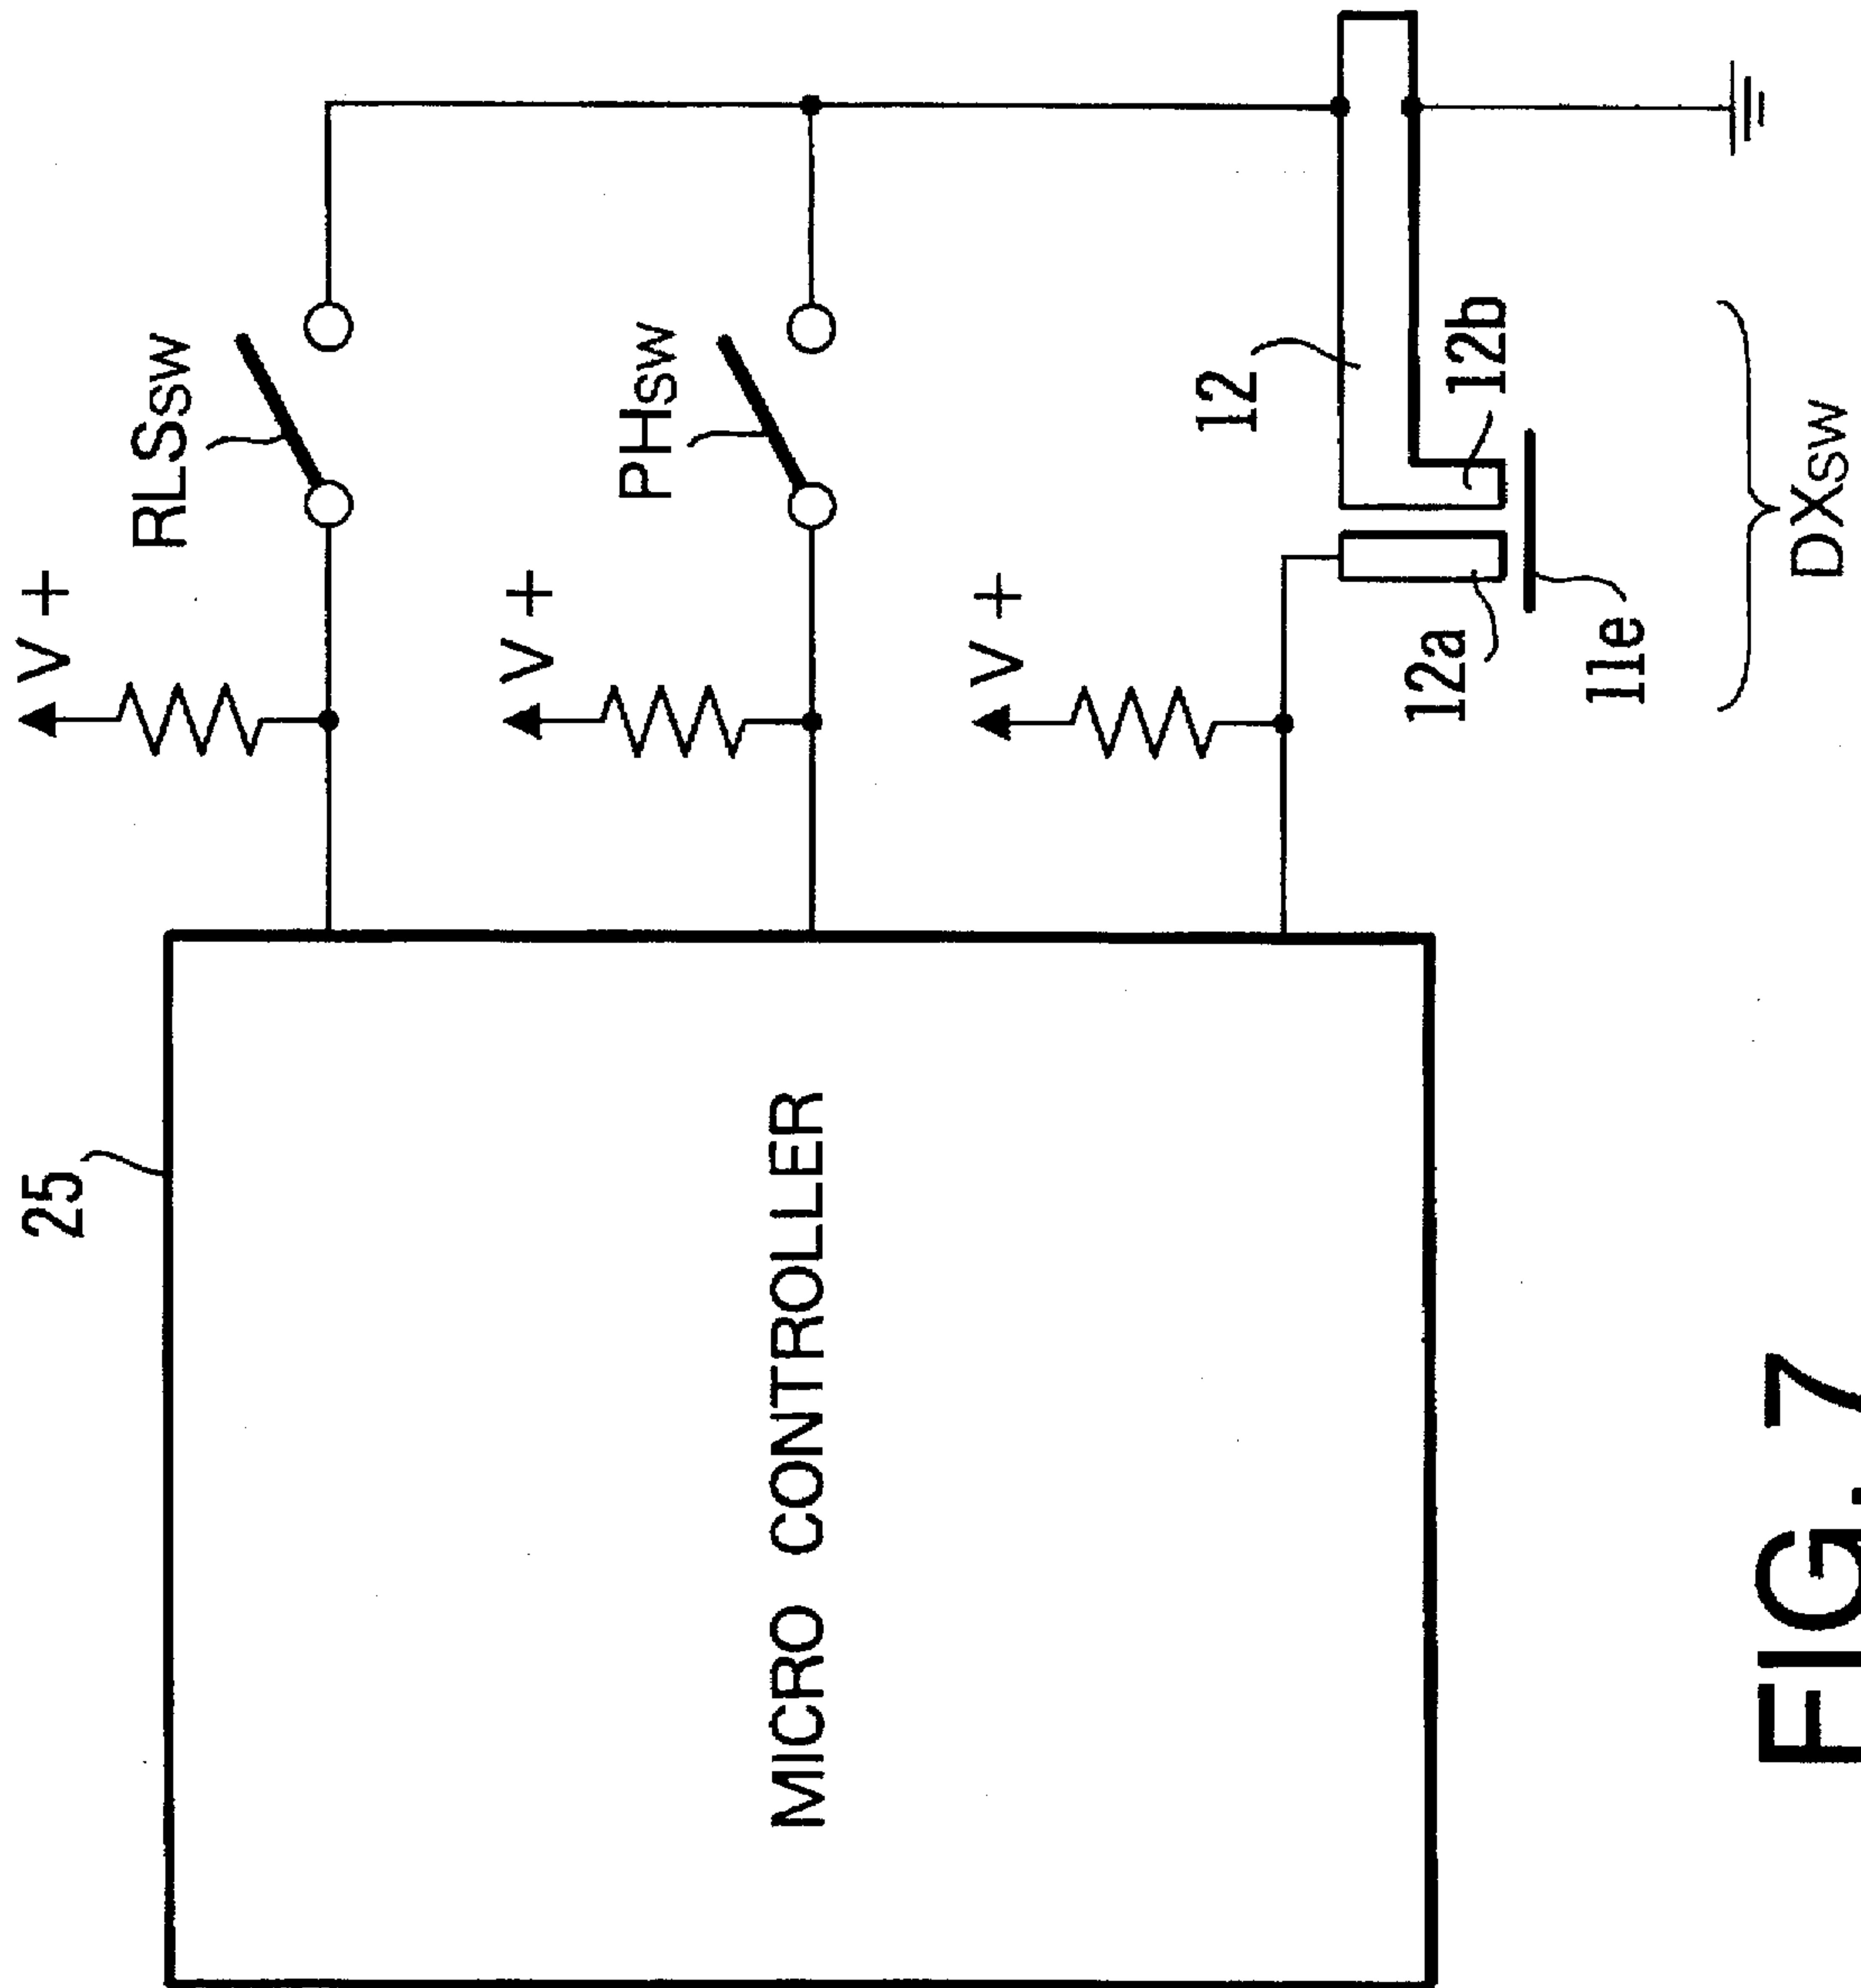 25
MICRO CONTROLLER
V +
RLSSW
V +
PHSW
V +
12
12a
12b
11e
DXSW
FIG. 7